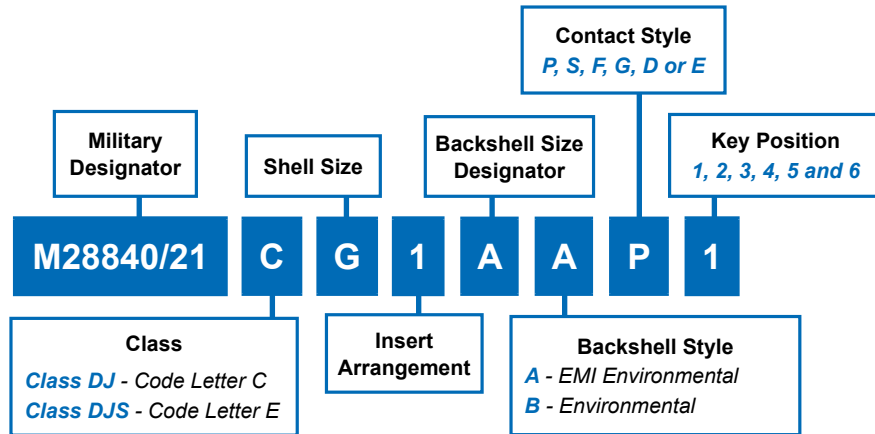 Contact Style
P, S, F, G, D or E
Military
Designator
Shell Size
Backshell Size
Designator
Key Position
1, 2, 3, 4, 5 and 6
M28840/21 C G 1 A A P 1
Class
Class DJ - Code Letter C
Class DJS - Code Letter E
Insert
Arrangement
Backshell Style
A - EMI Environmental
B - Environmental